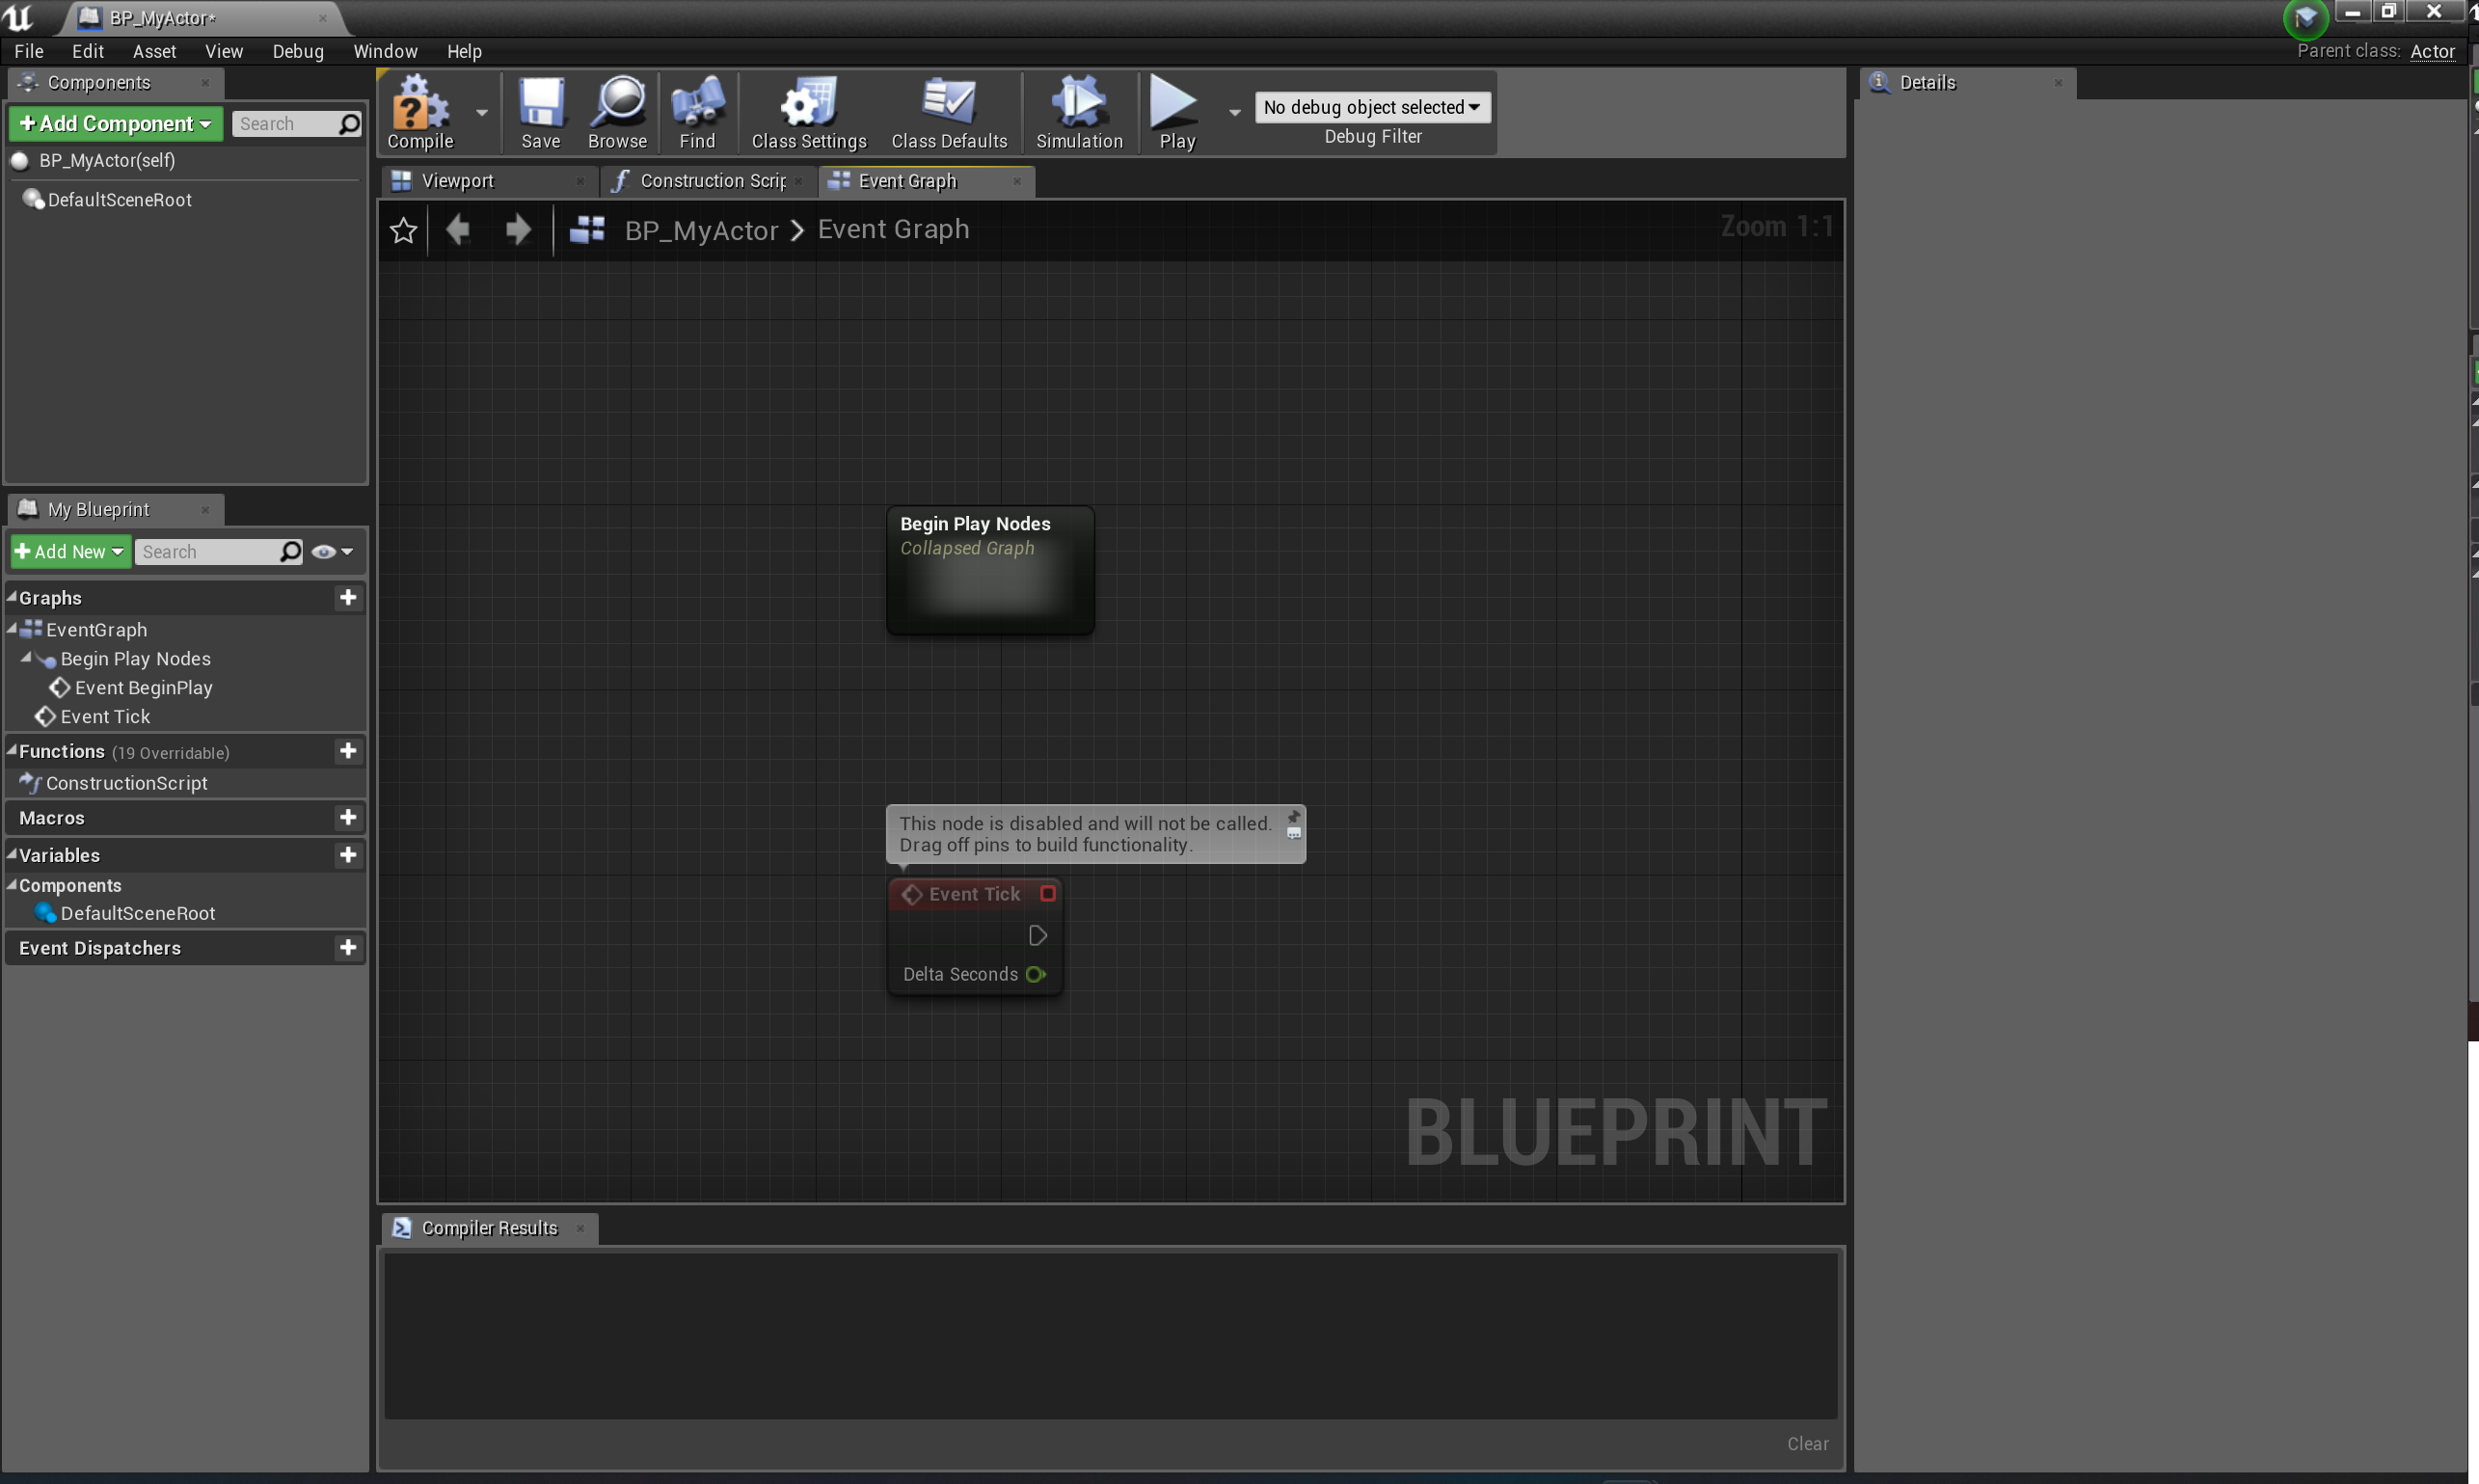 BP_MyActor*
File Edit Asset View Debug Window Help
Parent class: Actor
Components
+ Add Component
Search
BP_MyActor(self)
DefaultSceneRoot
Compile
Save
Browse
Find
Class Settings
Class Defaults
Simulation
Play
No debug object selected
Debug Filter
Details
Viewport
Construction Scrip
Event Graph
BP_MyActor > Event Graph
Zoom 1:1
My Blueprint
+ Add New
Search
Graphs
EventGraph
Begin Play Nodes
Event BeginPlay
Event Tick
Functions (19 Overridable)
ConstructionScript
Macros
Variables
Components
DefaultSceneRoot
Event Dispatchers
Begin Play Nodes
Collapsed Graph
This node is disabled and will not be called.
Drag off pins to build functionality.
Event Tick
Delta Seconds
BLUEPRINT
Compiler Results
Clear